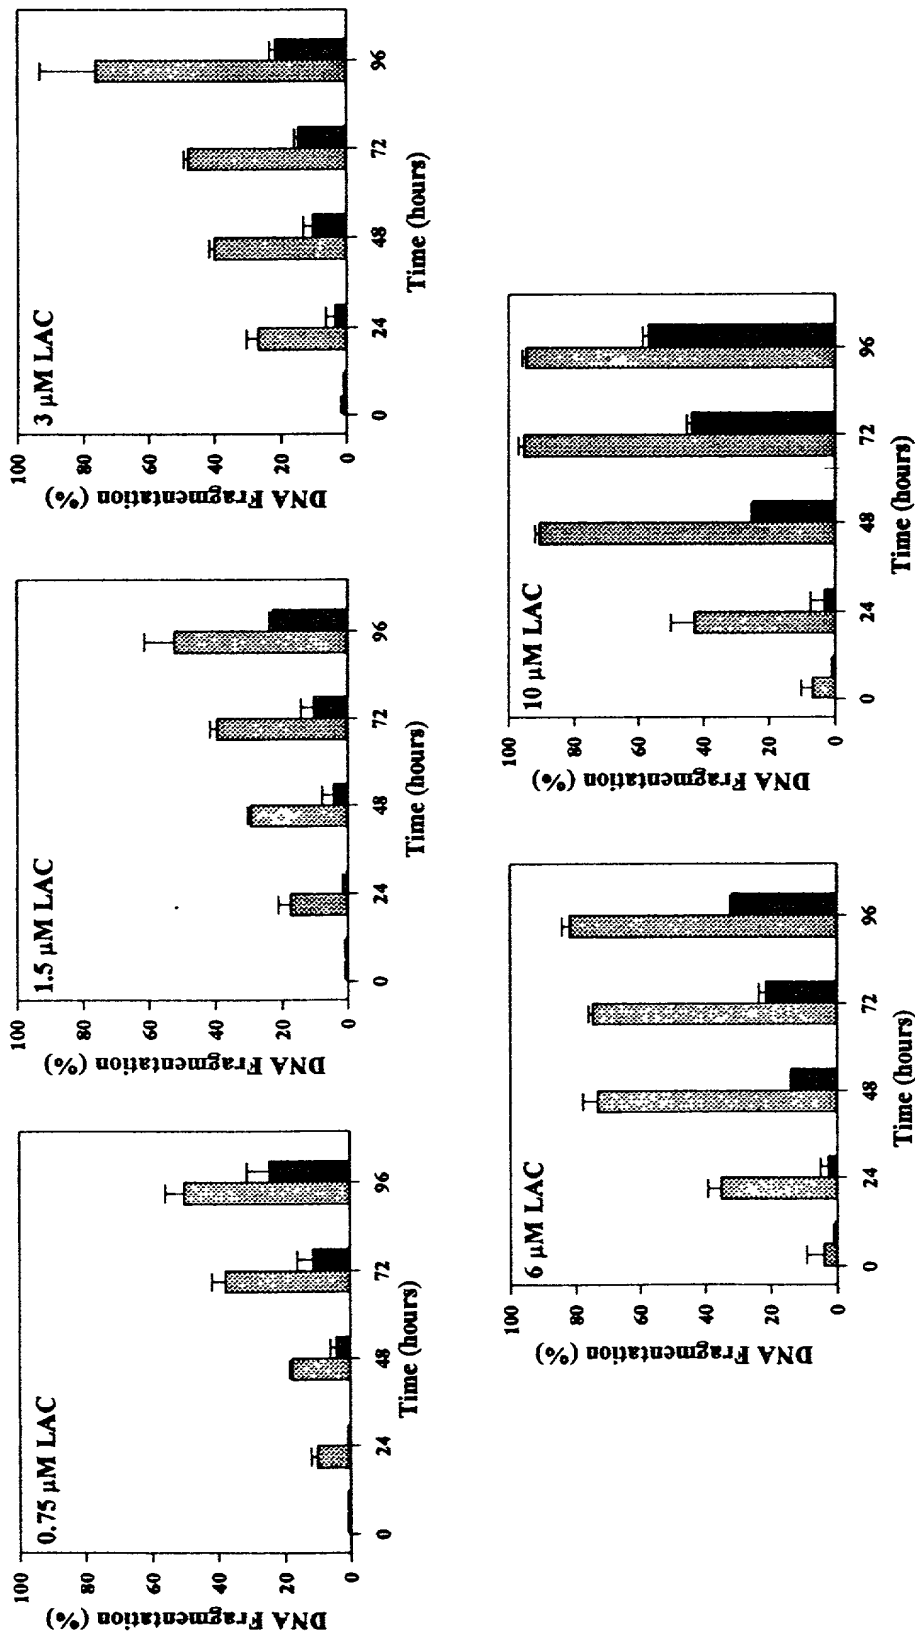 0.75 µM LAC
DNA Fragmentation (%)
100
80
60
40
20
0
0 24 48 72 96
Time (hours)
1.5 µM LAC
DNA Fragmentation (%)
100
80
60
40
20
0
0 24 48 72 96
Time (hours)
3 µM LAC
DNA Fragmentation (%)
100
80
60
40
20
0
0 24 48 72 96
Time (hours)
6 µM LAC
DNA Fragmentation (%)
100
80
60
40
20
0
0 24 48 72 96
Time (hours)
10 µM LAC
DNA Fragmentation (%)
100
80
60
40
20
0
0 24 48 72 96
Time (hours)